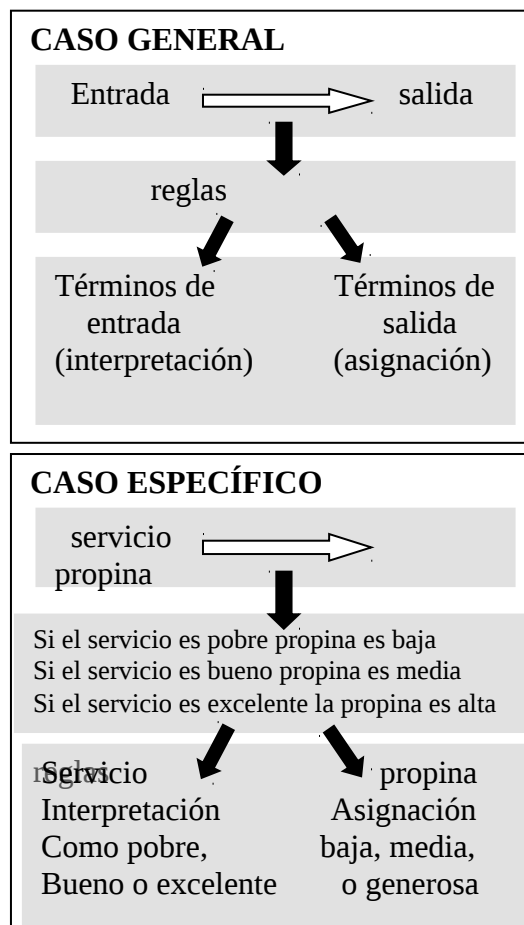 CASO GENERAL
Entrada salida
reglas
Términos de Términos de
entrada salida
(interpretación) (asignación)
CASO ESPECÍFICO
servicio
propina
Si el servicio es pobre propina es baja
Si el servicio es bueno propina es media
Si el servicio es excelente la propina es alta
reglas
Servicio propina
Interpretación Asignación
Como pobre, baja, media,
Bueno o excelente o generosa